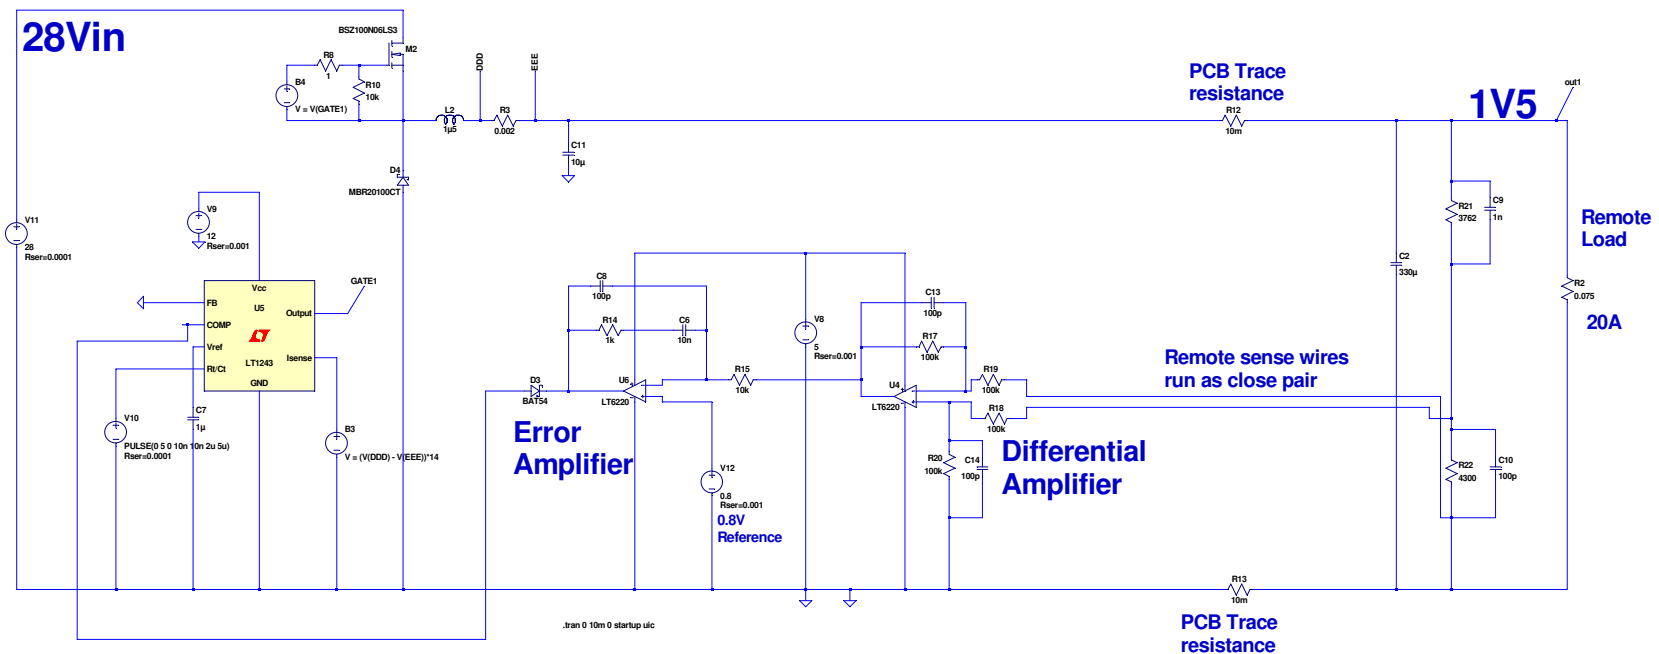 28Vin
BSZ100N06LS3
M2
R8
1
B4
V = V(GATE1)
R10
10k
DDD
EEE
L2
1µ5
R3
0.002
C11
10µ
PCB Trace
resistance
R12
10m
1V5
out1
D4
MBR20100CT
V11
28
Rser=0.0001
V9
12
Rser=0.001
Vcc
FB
U5
COMP
Output
Vref
Isense
LT1243
Rt/Ct
GND
GATE1
V10
PULSE(0 5 0 10n 10n 2u 5u)
Rser=0.0001
C7
1µ
B3
V = (V(DDD) - V(EEE))*14
C8
100p
R14
1k
C6
10n
D3
BAT54
U6
LT6220
R15
10k
Error
Amplifier
V12
0.8
Rser=0.001
0.8V
Reference
V8
5
Rser=0.001
C13
100p
R17
100k
U4
LT6220
R19
100k
R18
100k
R20
100k
C14
100p
Differential
Amplifier
Remote sense wires
run as close pair
C2
330µ
R21
3762
C9
1n
R22
4300
C10
100p
Remote
Load
R2
0.075
20A
R13
10m
PCB Trace
resistance
.tran 0 10m 0 startup uic